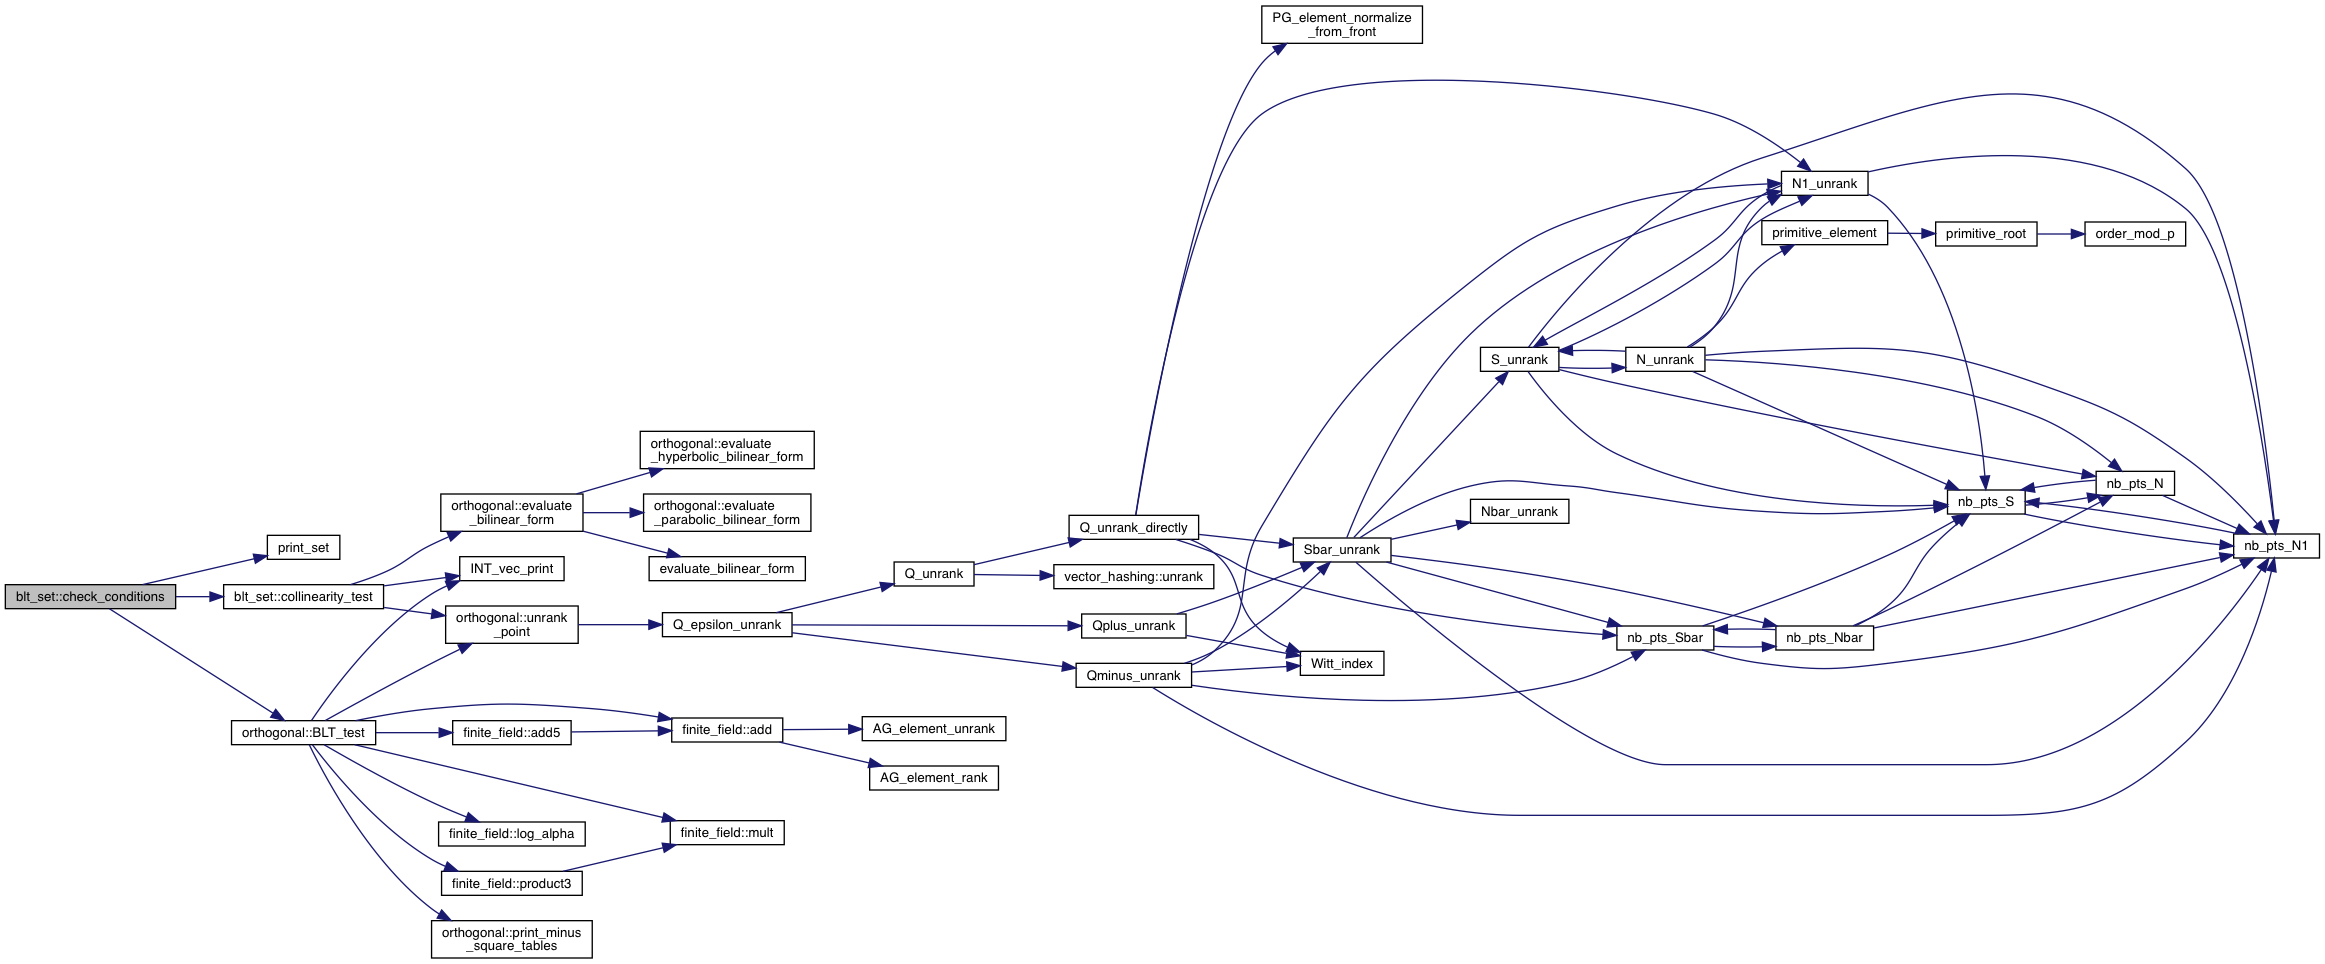 PG_element_normalize
_from_front
N1_unrank
primitive_element
primitive_root
order_mod_p
S_unrank
N_unrank
orthogonal::evaluate
_hyperbolic_bilinear_form
nb_pts_N
orthogonal::evaluate
_bilinear_form
orthogonal::evaluate
_parabolic_bilinear_form
Nbar_unrank
nb_pts_S
Q_unrank_directly
print_set
Sbar_unrank
nb_pts_N1
INT_vec_print
evaluate_bilinear_form
Q_unrank
vector_hashing::unrank
blt_set::check_conditions
blt_set::collinearity_test
orthogonal::unrank
_point
Q_epsilon_unrank
Qplus_unrank
nb_pts_Sbar
nb_pts_Nbar
Witt_index
Qminus_unrank
orthogonal::BLT_test
finite_field::add5
finite_field::add
AG_element_unrank
AG_element_rank
finite_field::log_alpha
finite_field::mult
finite_field::product3
orthogonal::print_minus
_square_tables